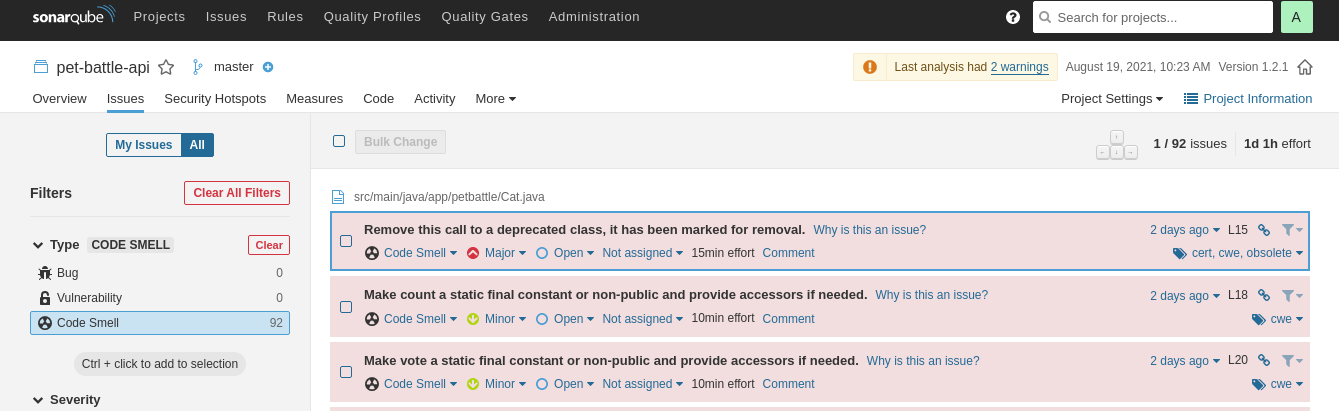 sonarqube Projects Issues Rules Quality Profiles Quality Gates Administration ? Search for projects... A
pet-battle-api master Last analysis had 2 warnings August 19, 2021, 10:23 AM Version 1.2.1
Overview Issues Security Hotspots Measures Code Activity More Project Settings Project Information
My Issues All Bulk Change 1 / 92 issues 1d 1h effort
Filters Clear All Filters
src/main/java/app/petbattle/Cat.java
Type CODE SMELL Clear
Bug 0
Vulnerability 0
Code Smell 92
Ctrl + click to add to selection
Severity
Remove this call to a deprecated class, it has been marked for removal. Why is this an issue? 2 days ago L15
Code Smell Major Open Not assigned 15min effort Comment cert, cwe, obsolete
Make count a static final constant or non-public and provide accessors if needed. Why is this an issue? 2 days ago L18
Code Smell Minor Open Not assigned 10min effort Comment cwe
Make vote a static final constant or non-public and provide accessors if needed. Why is this an issue? 2 days ago L20
Code Smell Minor Open Not assigned 10min effort Comment cwe